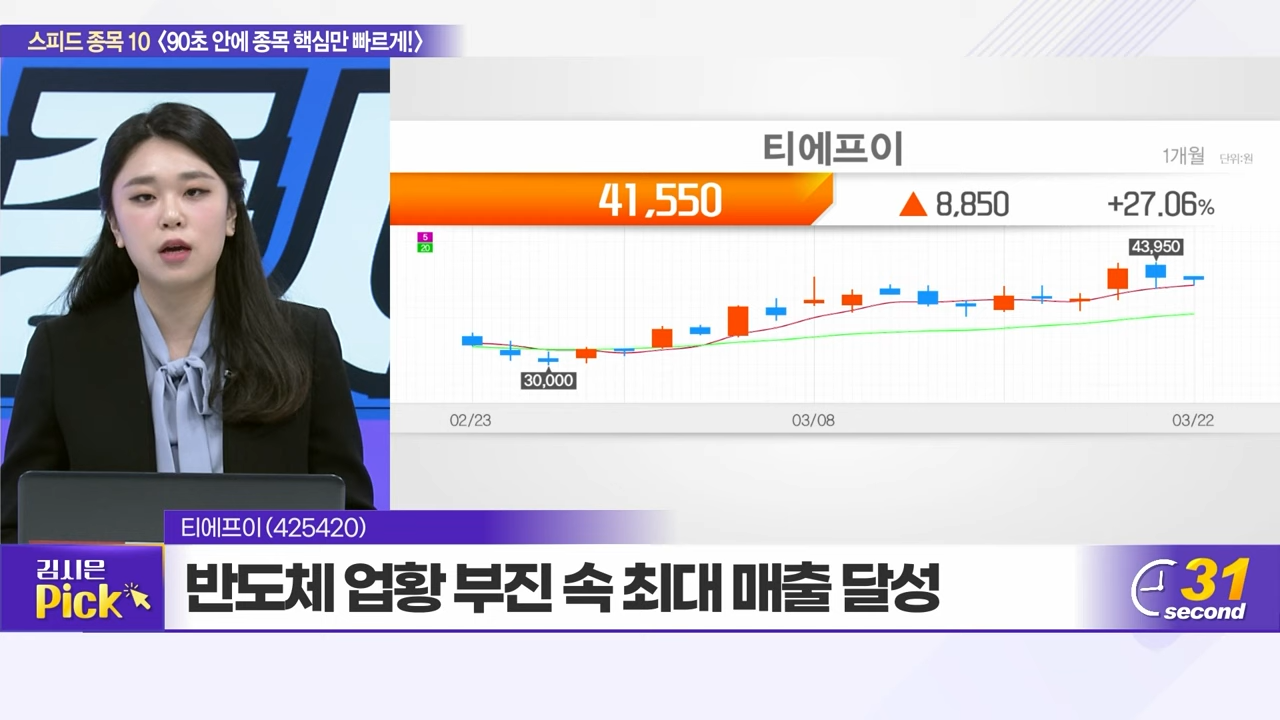 스피드 종목 10 〈90초 안에 종목 핵심만 빠르게!〉
티에프이
1개월 단위:원
41,550 ▲ 8,850 +27.06%
5
20
43,950
30,000
02/23 03/08 03/22
티에프이(425420)
김시은
Pick
반도체 업황 부진 속 최대 매출 달성
31
second